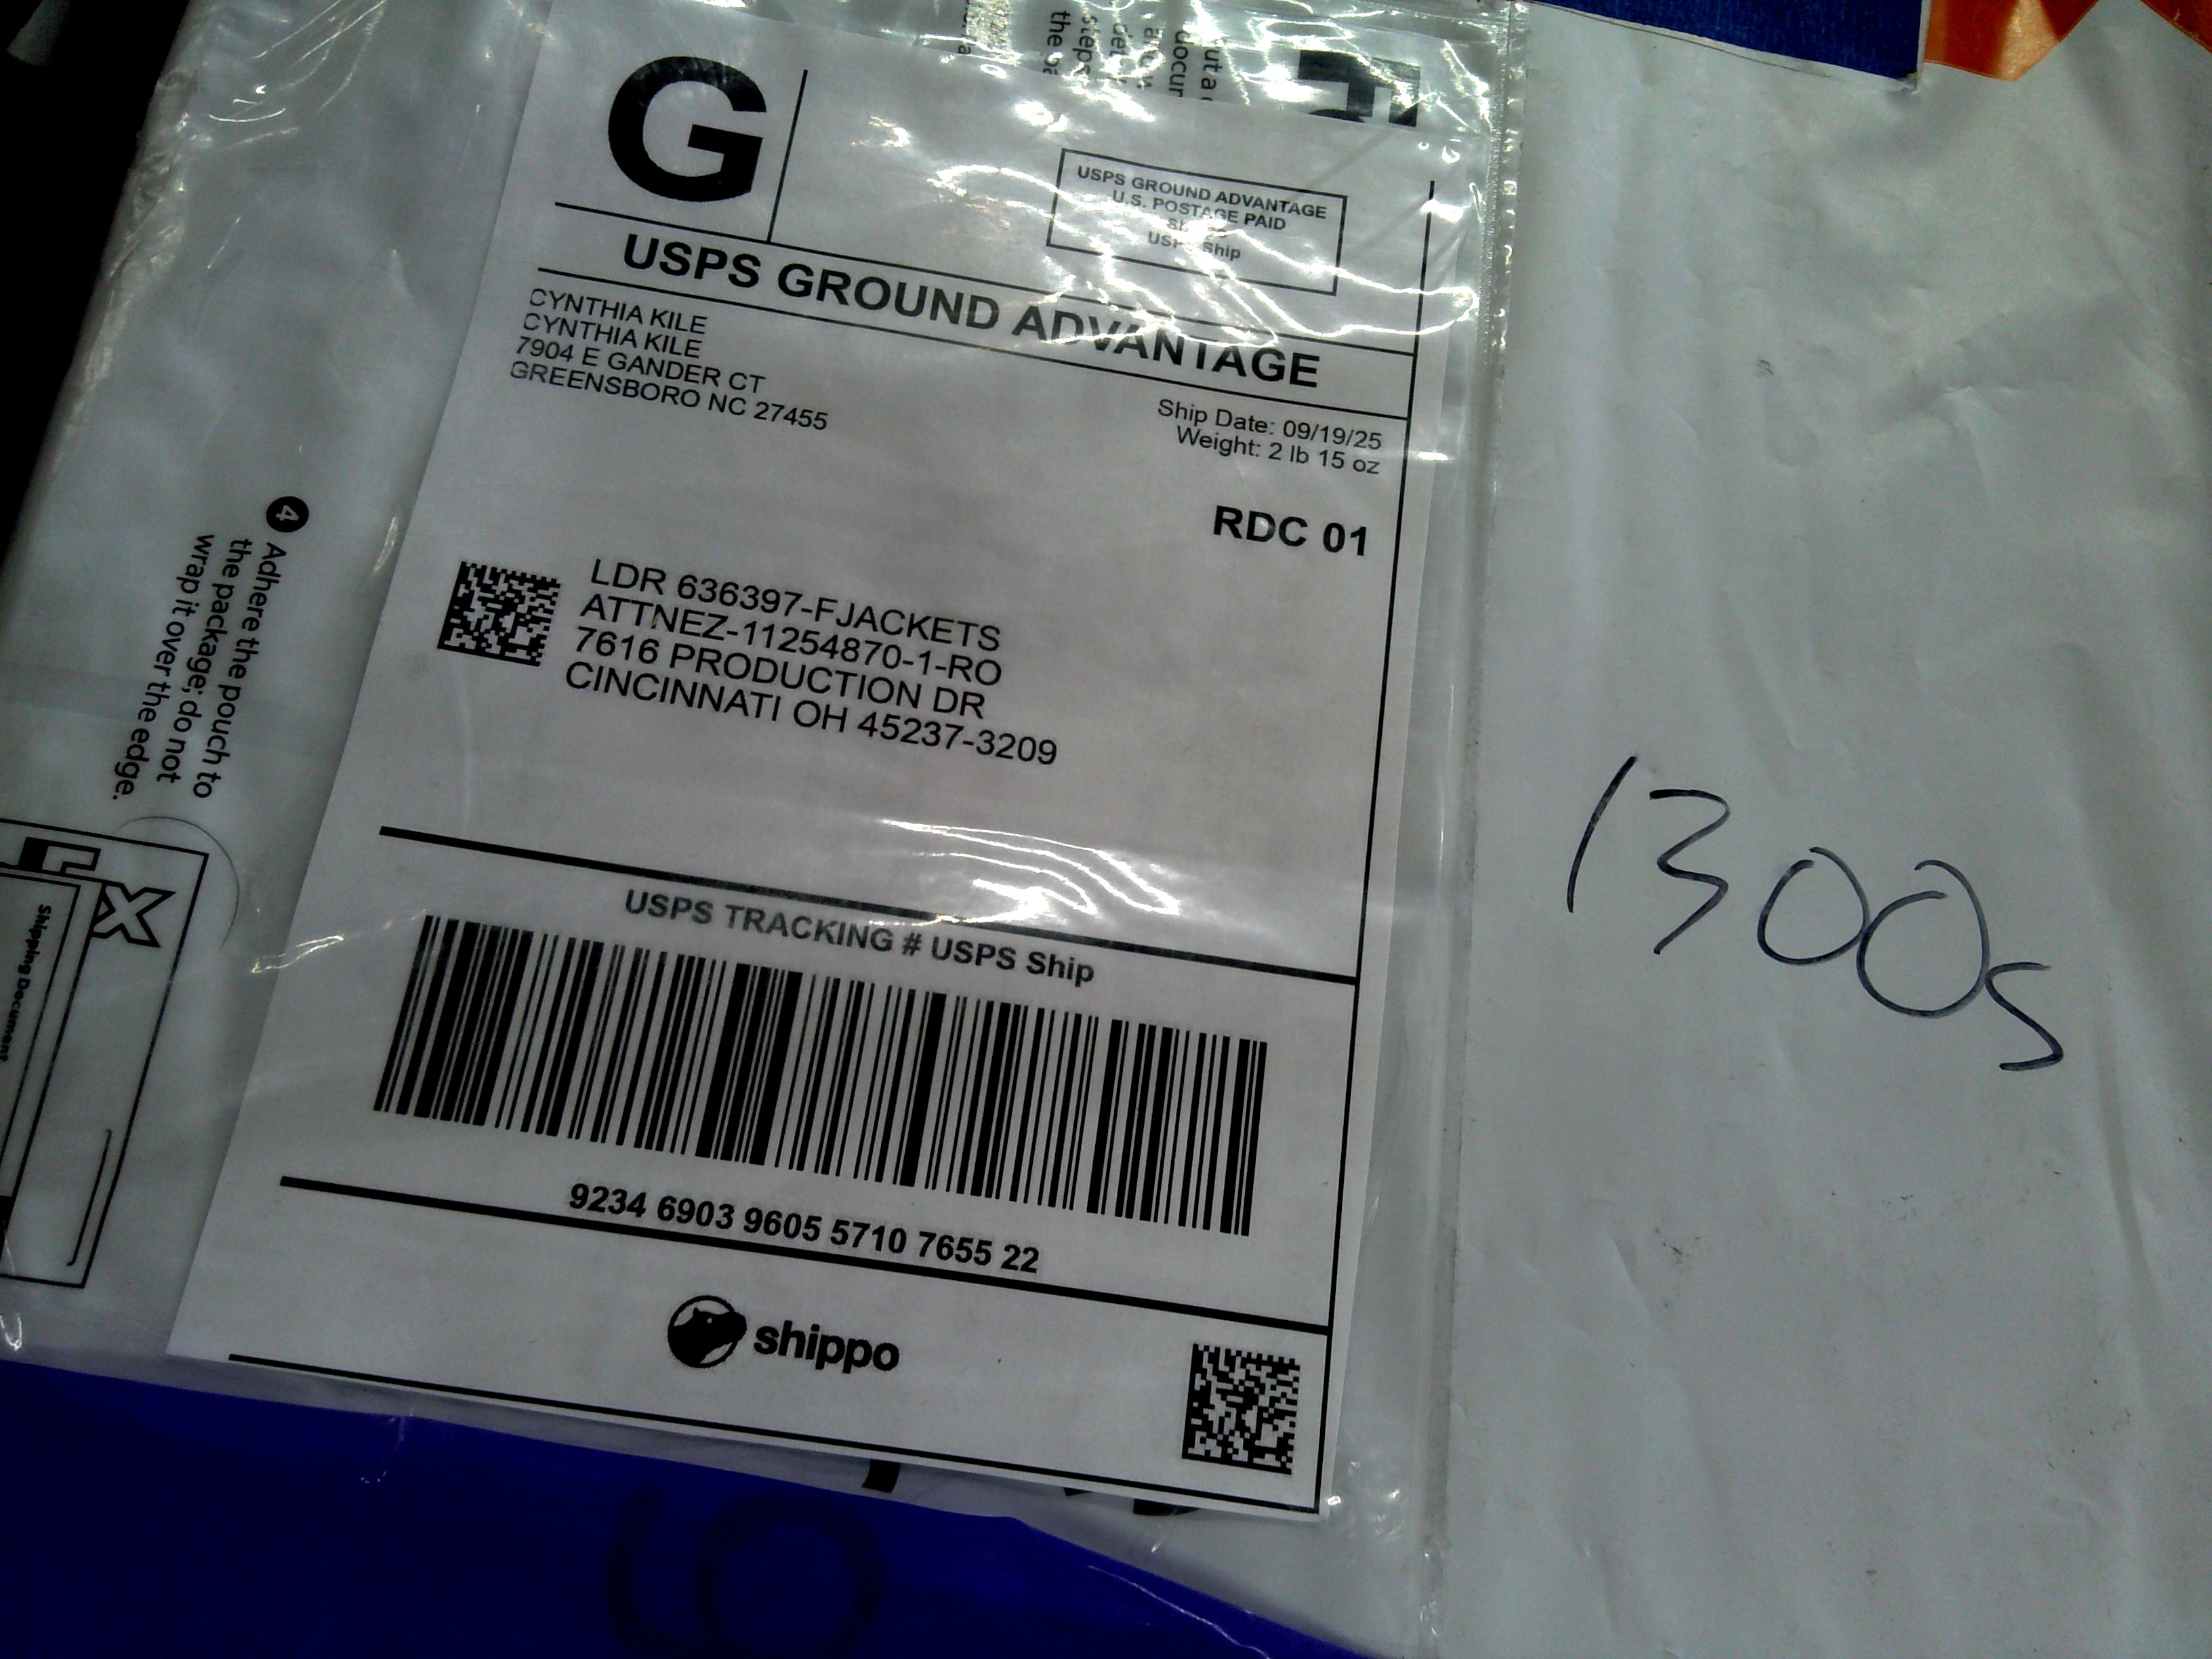 G
USPS GROUND ADVANTAGE
U.S. POSTAGE PAID
Ship
USPS GROUND ADVANTAGE
CYNTHIA KILE
CYNTHIA KILE
7904 E GANDER CT
GREENSBORO NC 27455
Ship Date: 09/19/25
Weight: 2 lb 15 oz
RDC 01
LDR 636397-FJACKETS
ATTNEZ-11254870-1-RO
7616 PRODUCTION DR
CINCINNATI OH 45237-3209
USPS TRACKING # USPS Ship
9234 6903 9605 5710 7655 22
shippo
4 Adhere the pouch to
the package; do not
wrap it over the edge.
Shipping Document
1300s